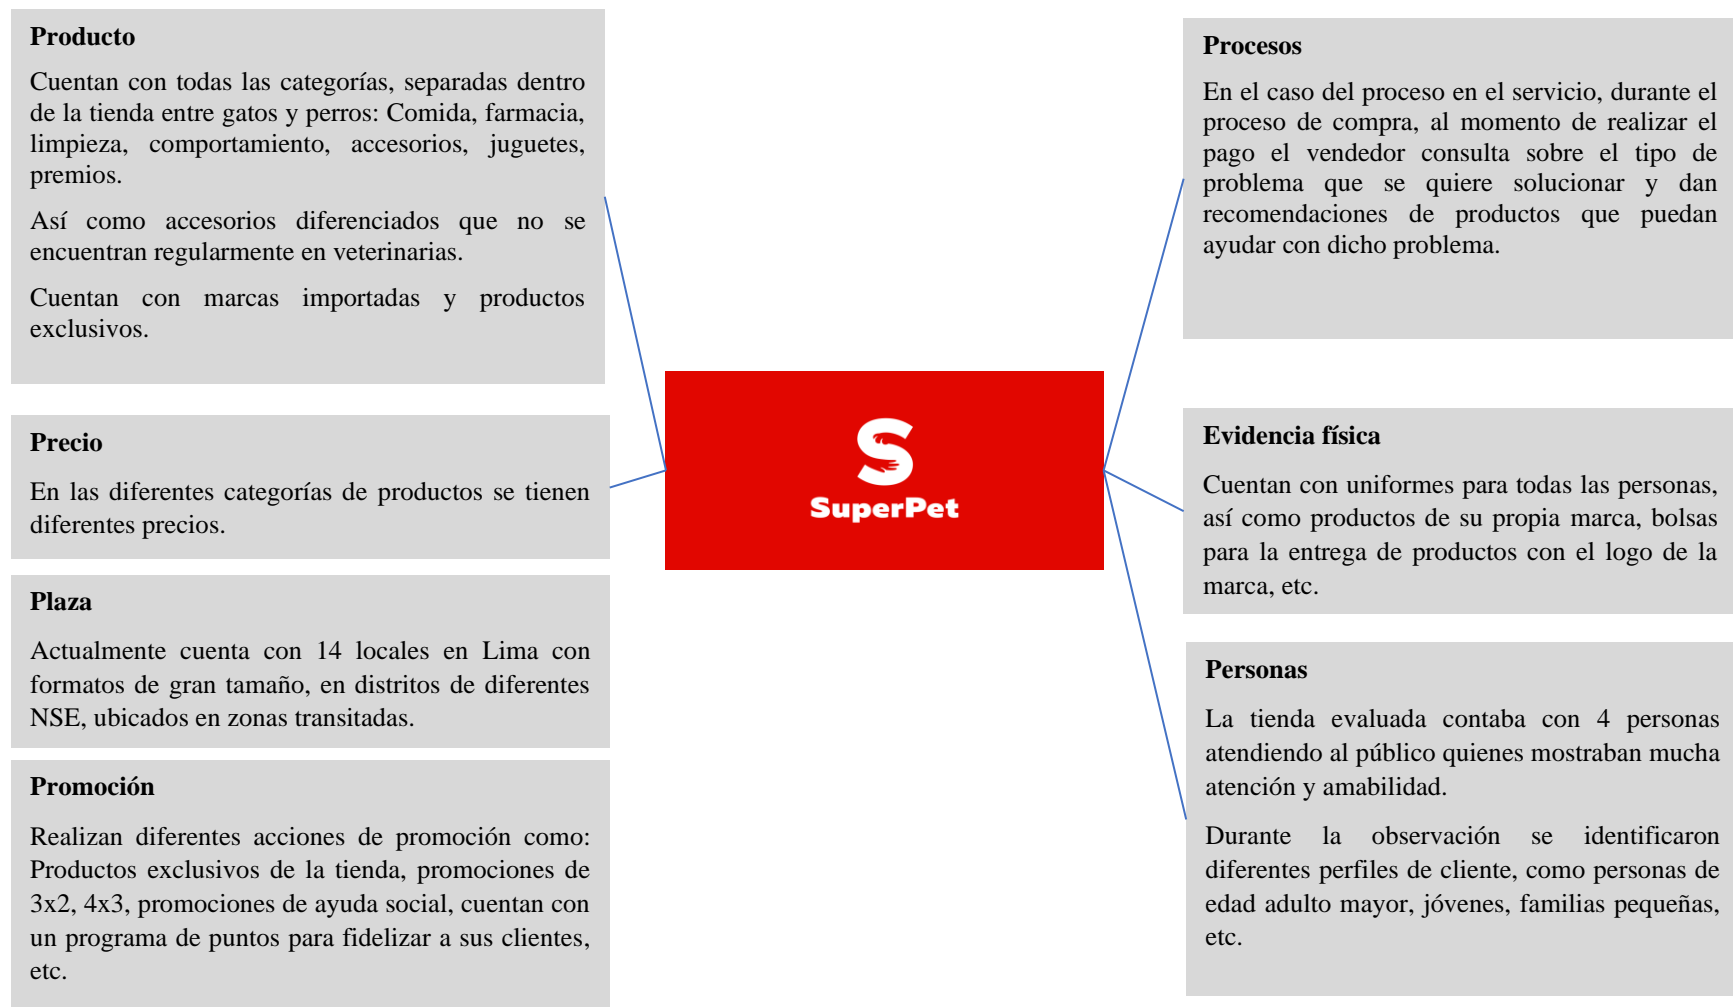 Producto
Cuentan con todas las categorías, separadas dentro
de la tienda entre gatos y perros: Comida, farmacia,
limpieza, comportamiento, accesorios, juguetes,
premios.
Así como accesorios diferenciados que no se
encuentran regularmente en veterinarias.
Cuentan con marcas importadas y productos
exclusivos.
Precio
En las diferentes categorías de productos se tienen
diferentes precios.
Plaza
Actualmente cuenta con 14 locales en Lima con
formatos de gran tamaño, en distritos de diferentes
NSE, ubicados en zonas transitadas.
Promoción
Realizan diferentes acciones de promoción como:
Productos exclusivos de la tienda, promociones de
3x2, 4x3, promociones de ayuda social, cuentan con
un programa de puntos para fidelizar a sus clientes,
etc.
S
SuperPet
Procesos
En el caso del proceso en el servicio, durante el
proceso de compra, al momento de realizar el
pago el vendedor consulta sobre el tipo de
problema que se quiere solucionar y dan
recomendaciones de productos que puedan
ayudar con dicho problema.
Evidencia física
Cuentan con uniformes para todas las personas,
así como productos de su propia marca, bolsas
para la entrega de productos con el logo de la
marca, etc.
Personas
La tienda evaluada contaba con 4 personas
atendiendo al público quienes mostraban mucha
atención y amabilidad.
Durante la observación se identificaron
diferentes perfiles de cliente, como personas de
edad adulto mayor, jóvenes, familias pequeñas,
etc.